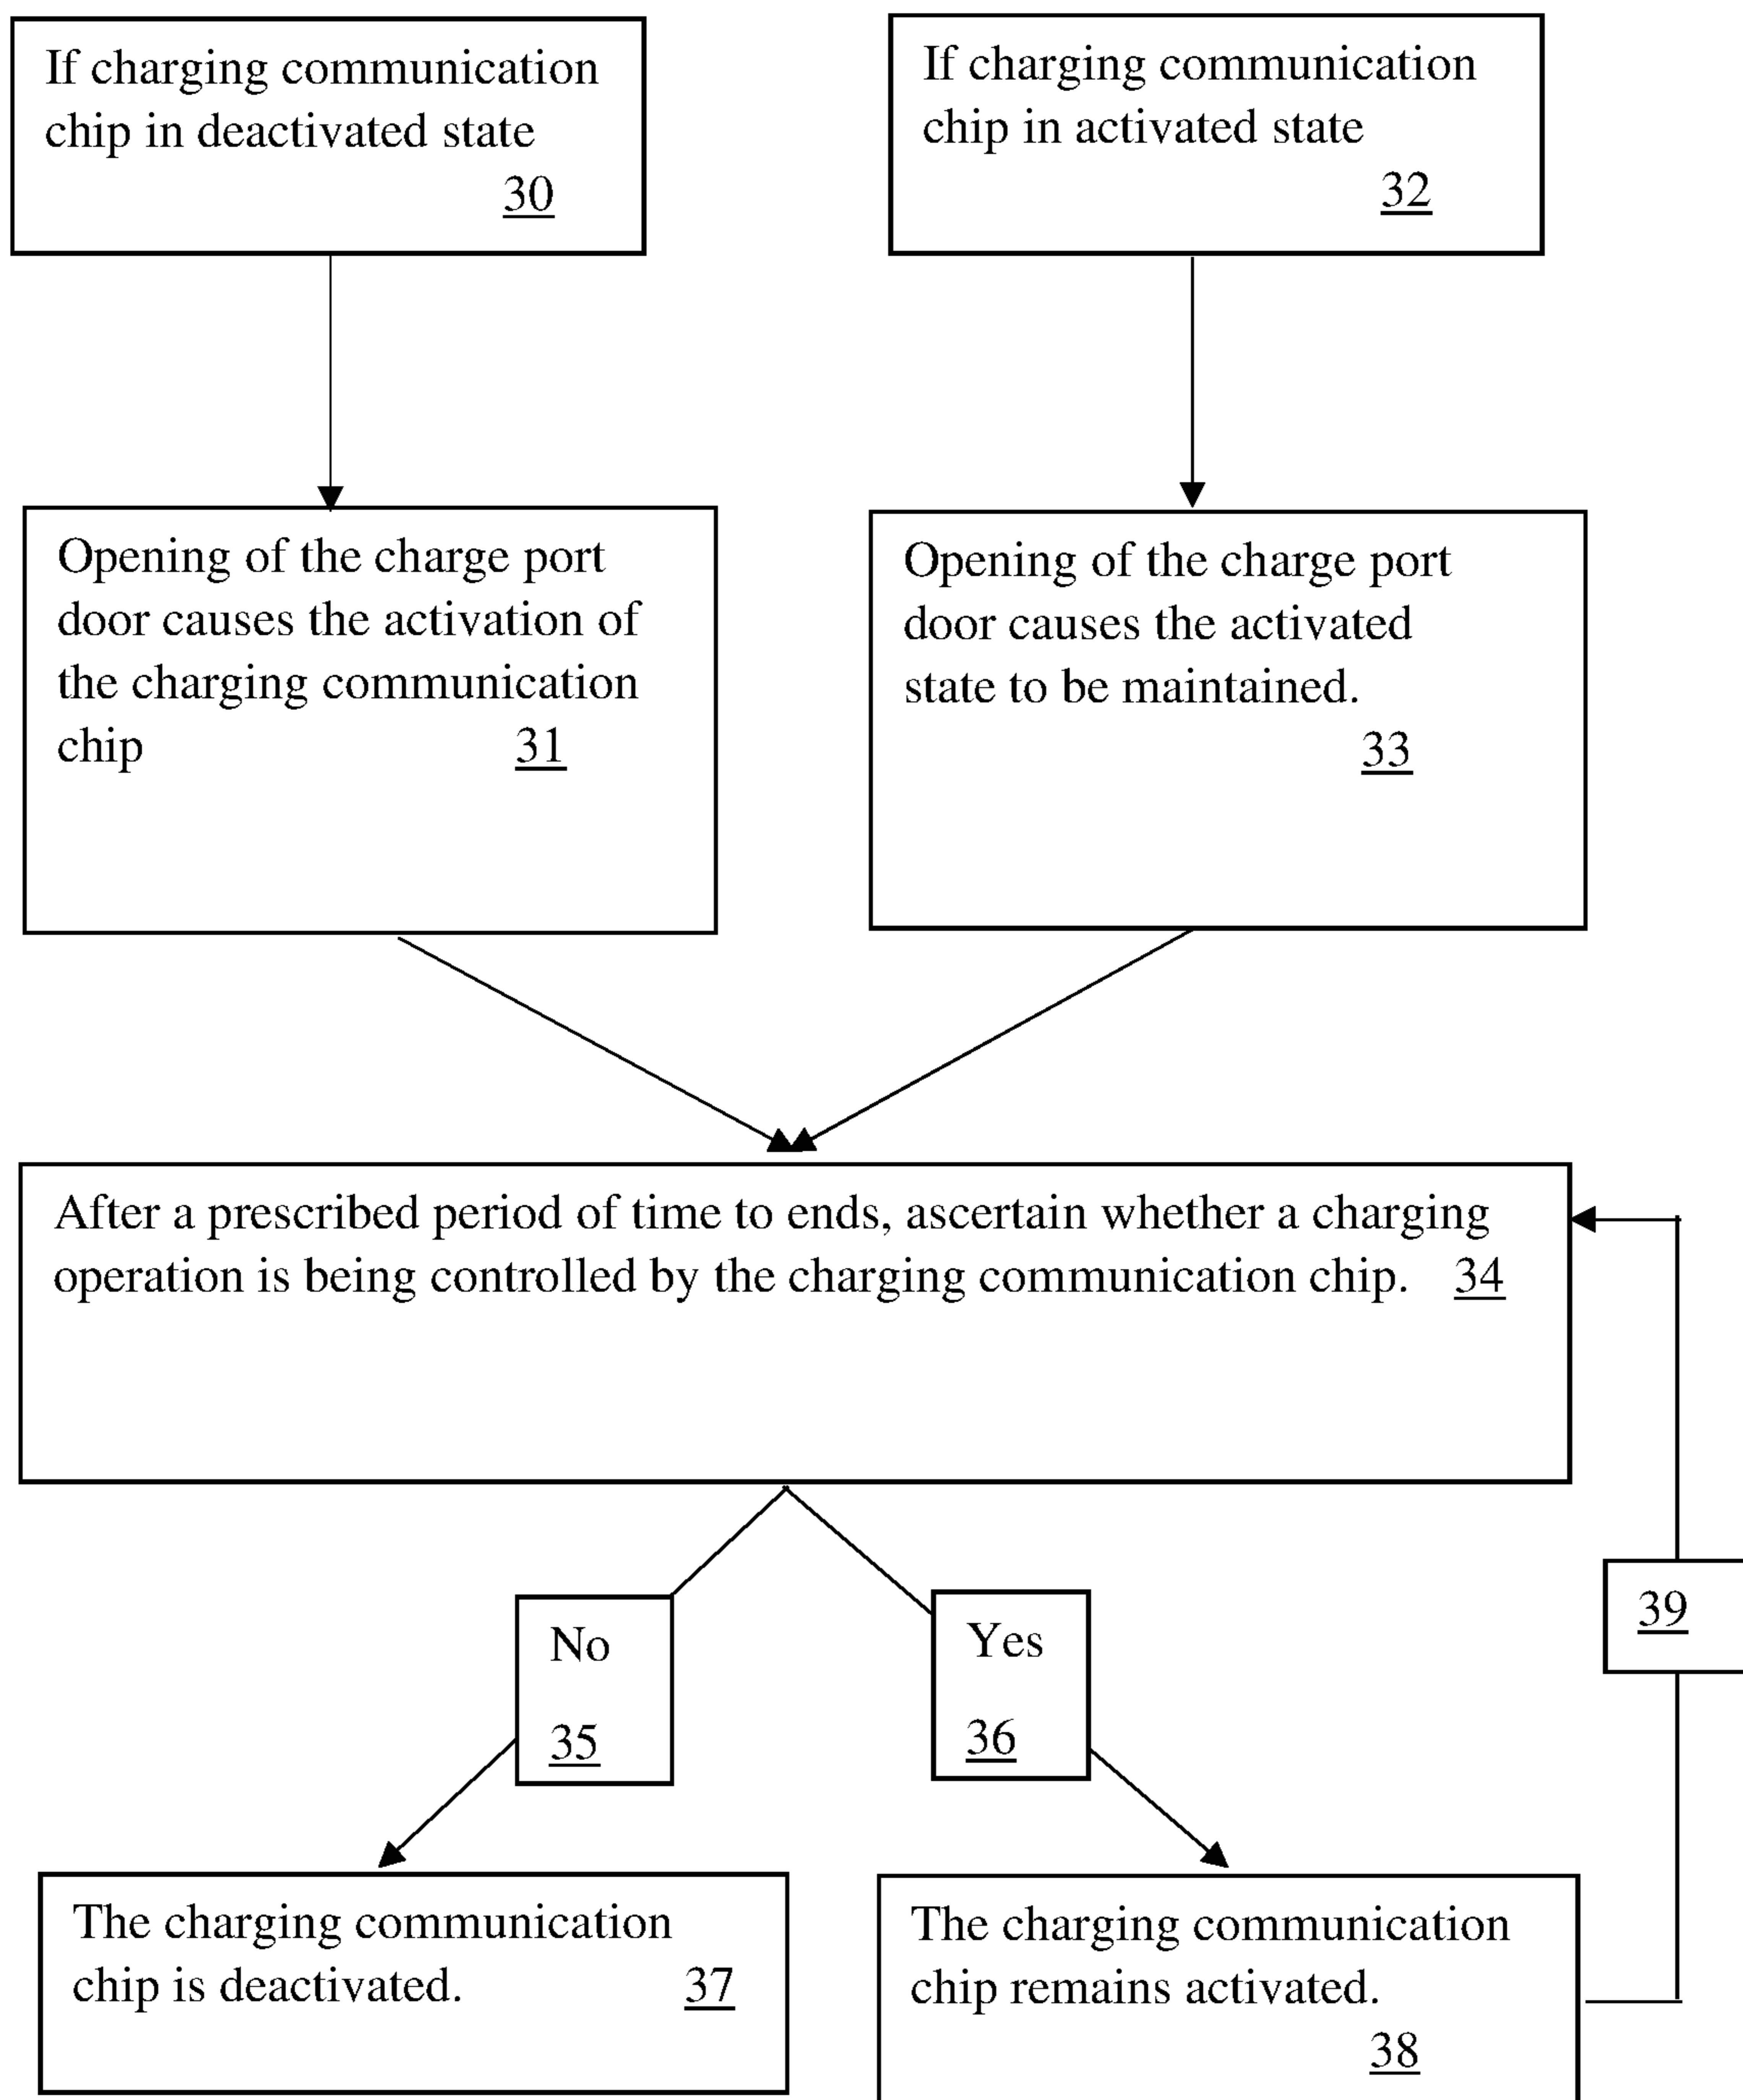 If charging communication
chip in deactivated state
30
If charging communication
chip in activated state
32
Opening of the charge port
door causes the activation of
the charging communication
chip 31
Opening of the charge port
door causes the activated
state to be maintained.
33
After a prescribed period of time to ends, ascertain whether a charging
operation is being controlled by the charging communication chip. 34
No
35
Yes
36
39
The charging communication
chip is deactivated. 37
The charging communication
chip remains activated.
38